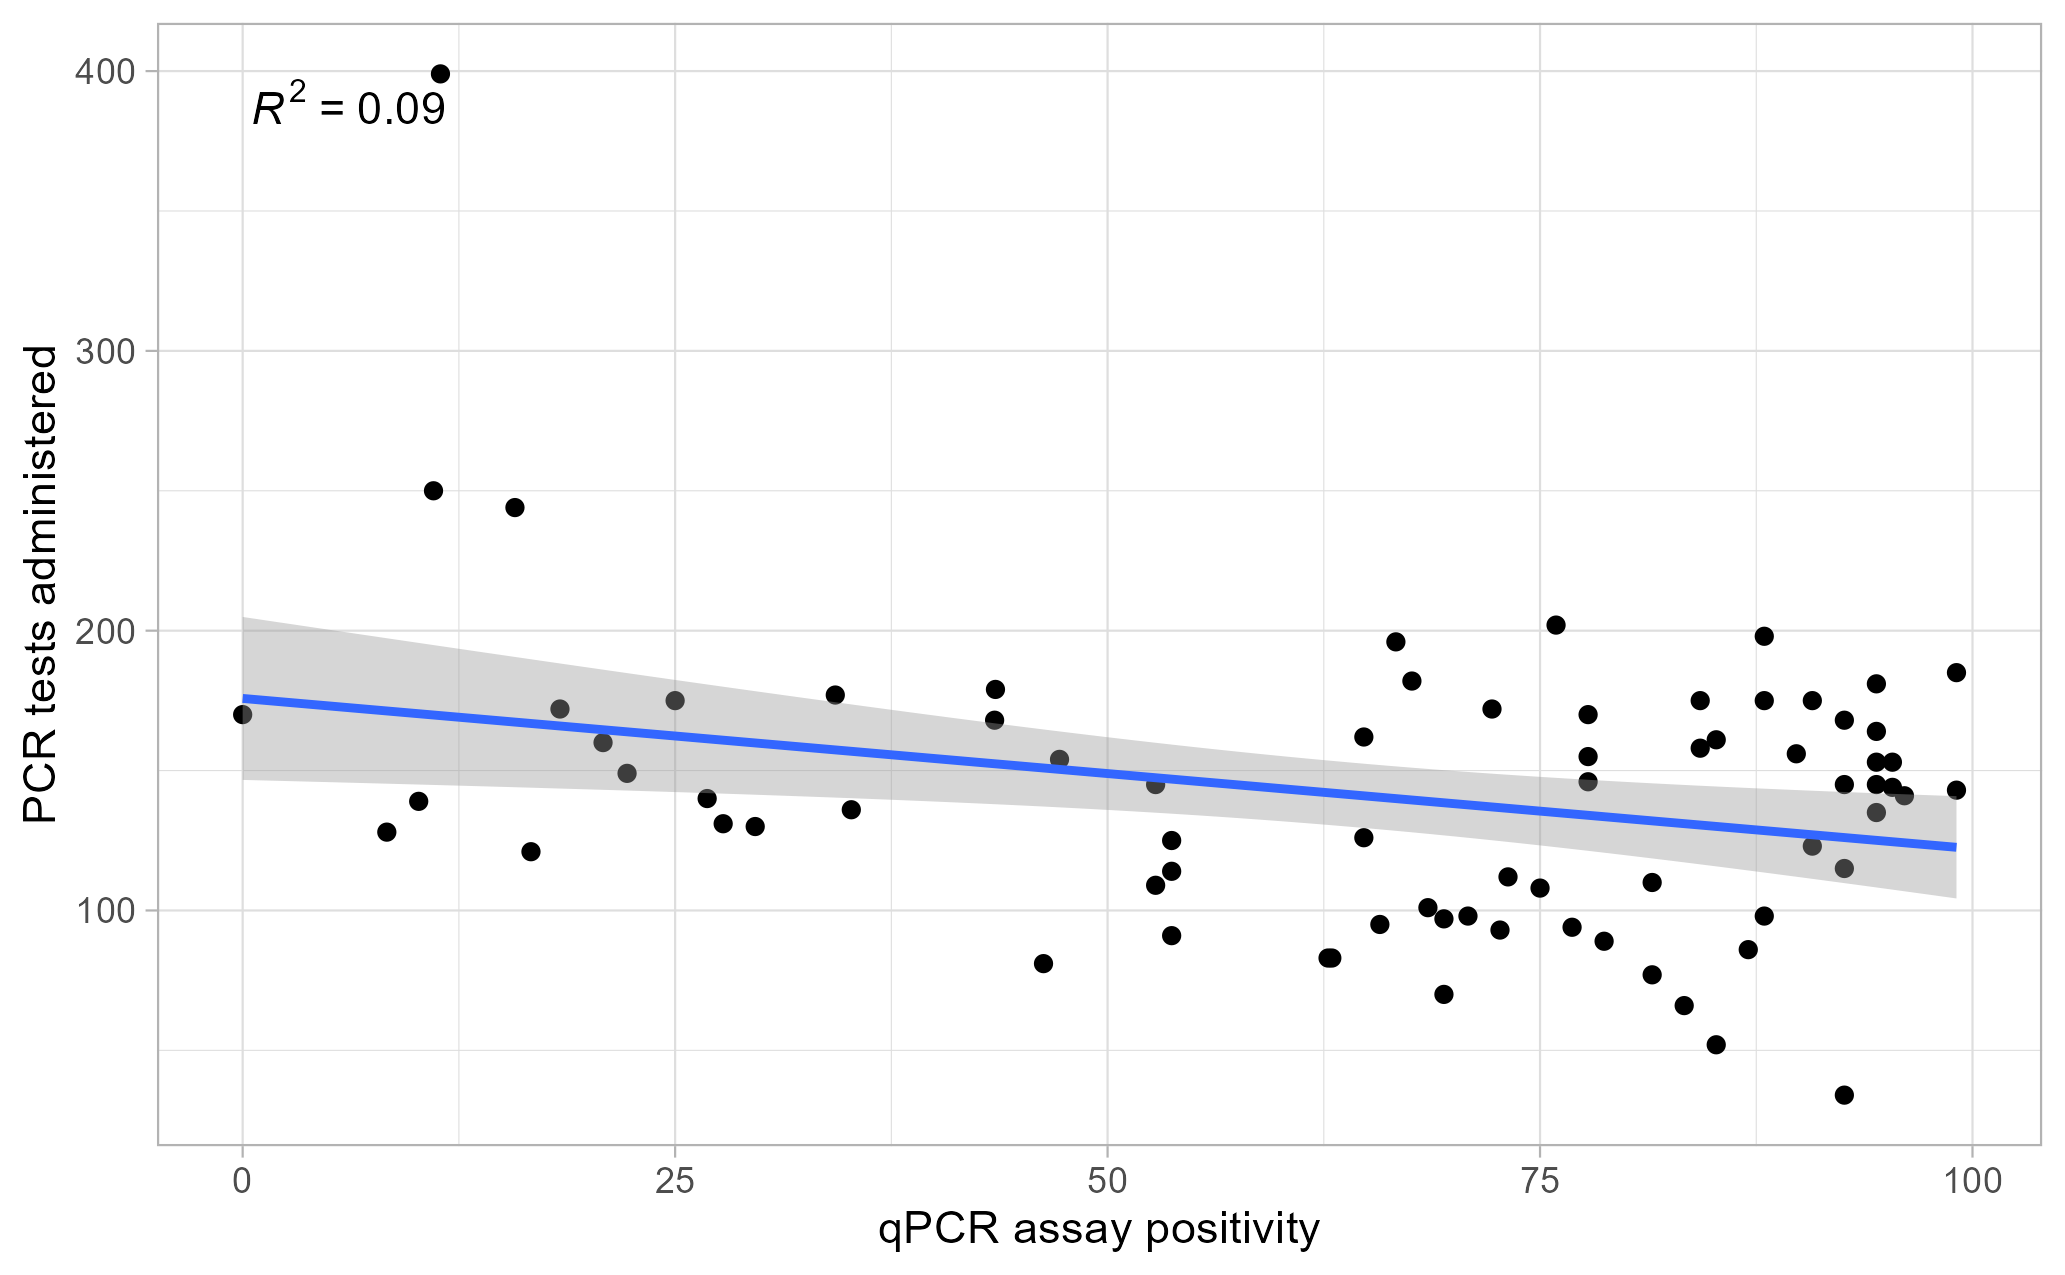 400
R² = 0.09
300
200
100
PCR tests administered
0 25 50 75 100
qPCR assay positivity